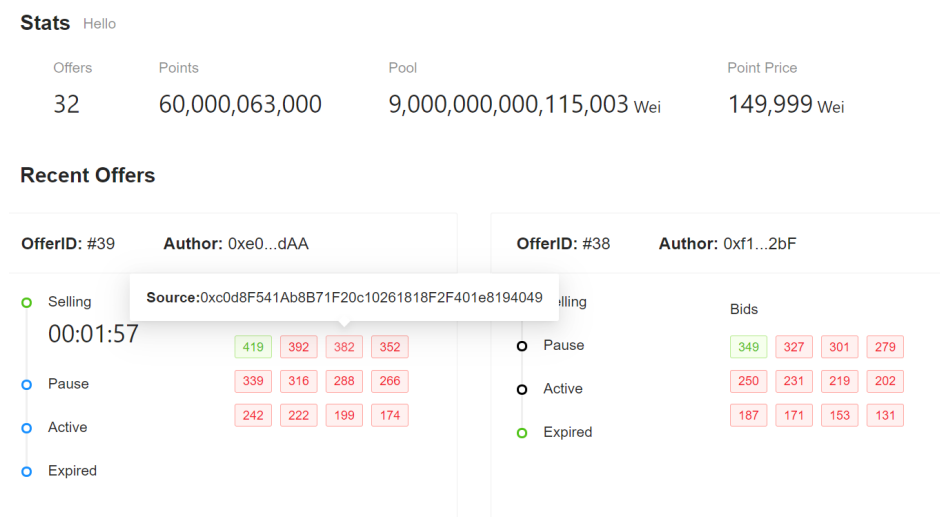 Stats Hello
Offers Points Pool Point Price
32 60,000,063,000 9,000,000,000,115,003 Wei 149,999 Wei
Recent Offers
OfferID: #39 Author: 0xe0...dAA
Source:0xc0d8F541Ab8B71F20c10261818F2F401e8194049
Selling
00:01:57
419 392 382 352
339 316 288 266
242 222 199 174
Pause
Active
Expired
OfferID: #38 Author: 0xf1...2bF
elling
Bids
349 327 301 279
250 231 219 202
187 171 153 131
Pause
Active
Expired